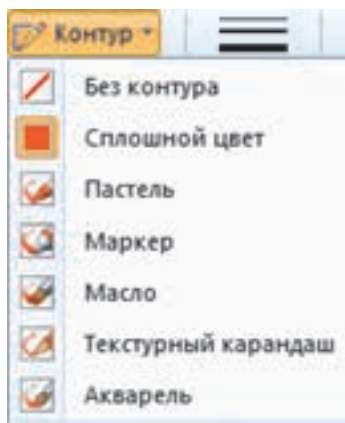 Контур
Без контура
Сплошной цвет
Пастель
Маркер
Масло
Текстурный карандаш
Акварель